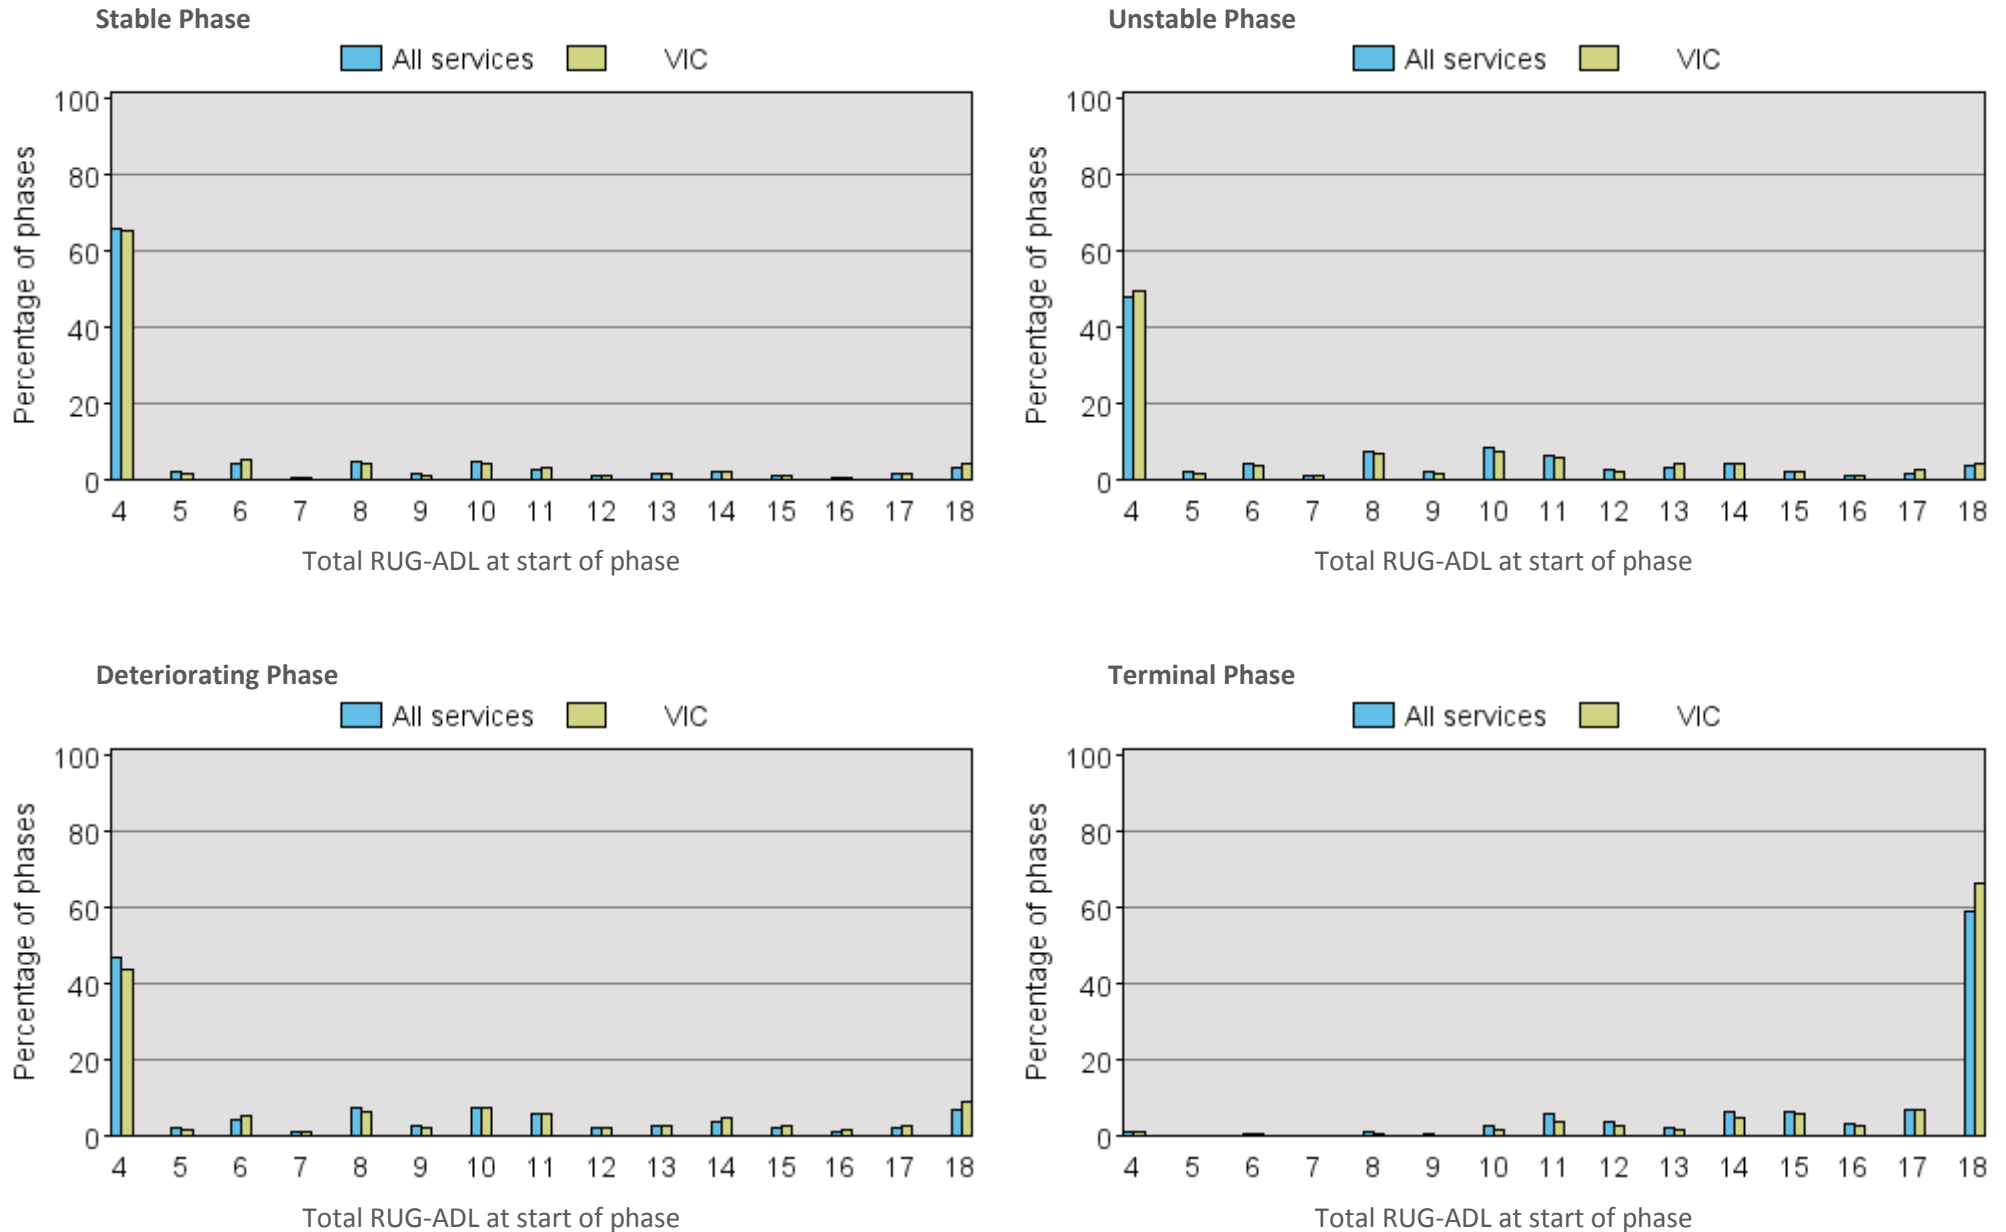 Stable Phase
All services VIC
Percentage of phases
100
80
60
40
20
0
4 5 6 7 8 9 10 11 12 13 14 15 16 17 18
Total RUG-ADL at start of phase
Unstable Phase
All services VIC
Percentage of phases
100
80
60
40
20
0
4 5 6 7 8 9 10 11 12 13 14 15 16 17 18
Total RUG-ADL at start of phase
Deteriorating Phase
All services VIC
Percentage of phases
100
80
60
40
20
0
4 5 6 7 8 9 10 11 12 13 14 15 16 17 18
Total RUG-ADL at start of phase
Terminal Phase
All services VIC
Percentage of phases
100
80
60
40
20
0
4 5 6 7 8 9 10 11 12 13 14 15 16 17 18
Total RUG-ADL at start of phase